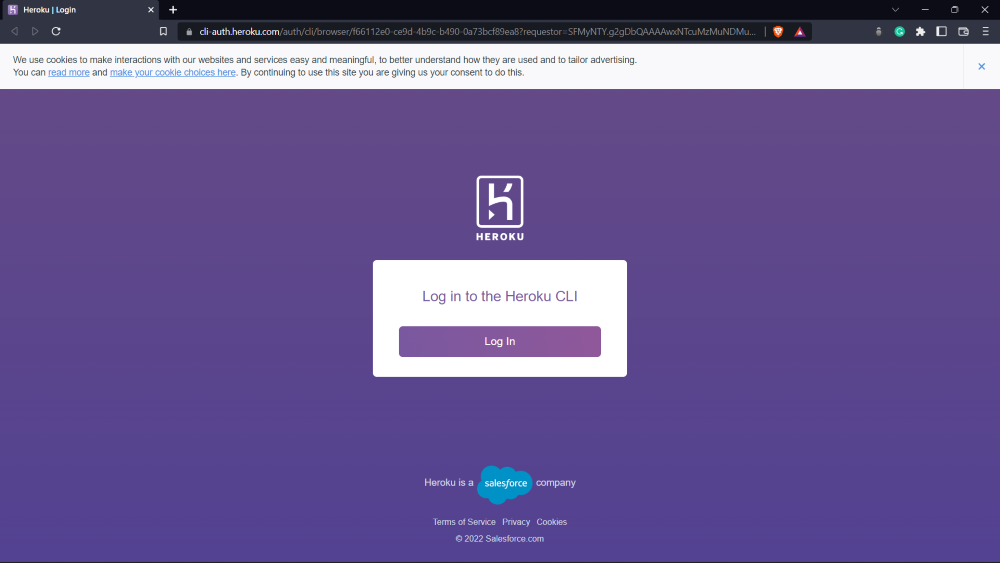 Heroku | Login
cli-auth.heroku.com/auth/cli/browser/f66112e0-ce9d-4b9c-b490-0a73bcf89ea8?requestor=SFMyNTY.g2gDbQAAAAwxNTcuMzMuNDMu...
We use cookies to make interactions with our websites and services easy and meaningful, to better understand how they are used and to tailor advertising.
You can read more and make your cookie choices here. By continuing to use this site you are giving us your consent to do this.
HEROKU
Log in to the Heroku CLI
Log In
Heroku is a salesforce company
Terms of Service Privacy Cookies
© 2022 Salesforce.com